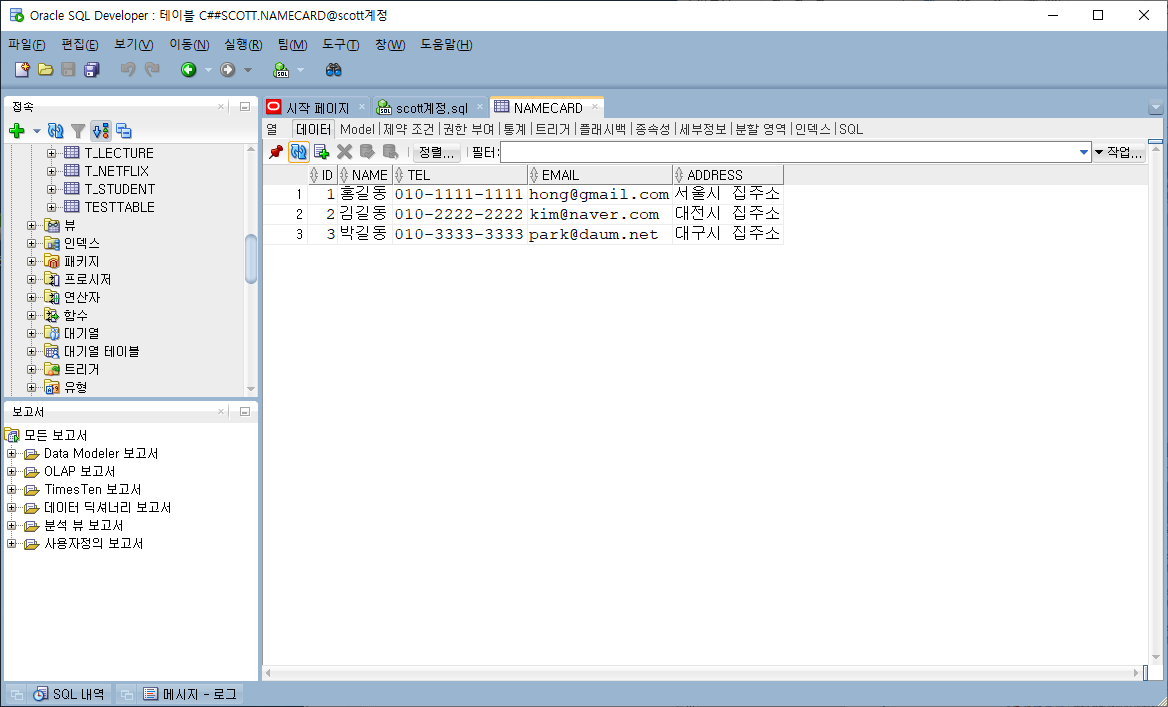 Oracle SQL Developer : 테이블 C##SCOTT.NAMECARD@scott계정
파일(F) 편집(E) 보기(V) 이동(N) 실행(R) 팀(M) 도구(T) 창(W) 도움말(H)
접속
T_LECTURE
T_NETFLIX
T_STUDENT
TESTTABLE
뷰
인덱스
패키지
프로시저
연산자
함수
대기열
대기열 테이블
트리거
유형
보고서
모든 보고서
Data Modeler 보고서
OLAP 보고서
TimesTen 보고서
데이터 딕셔너리 보고서
분석 뷰 보고서
사용자정의 보고서
시작 페이지 scott계정.sql NAMECARD
열 데이터 Model 제약 조건 권한 부여 통계 트리거 플래시백 종속성 세부정보 분할 영역 인덱스 SQL
정렬... 필터: 작업...
ID NAME TEL EMAIL ADDRESS
1 1 홍길동 010-1111-1111 hong@gmail.com 서울시 집주소
2 2 김길동 010-2222-2222 kim@naver.com 대전시 집주소
3 3 박길동 010-3333-3333 park@daum.net 대구시 집주소
SQL 내역 메시지 - 로그